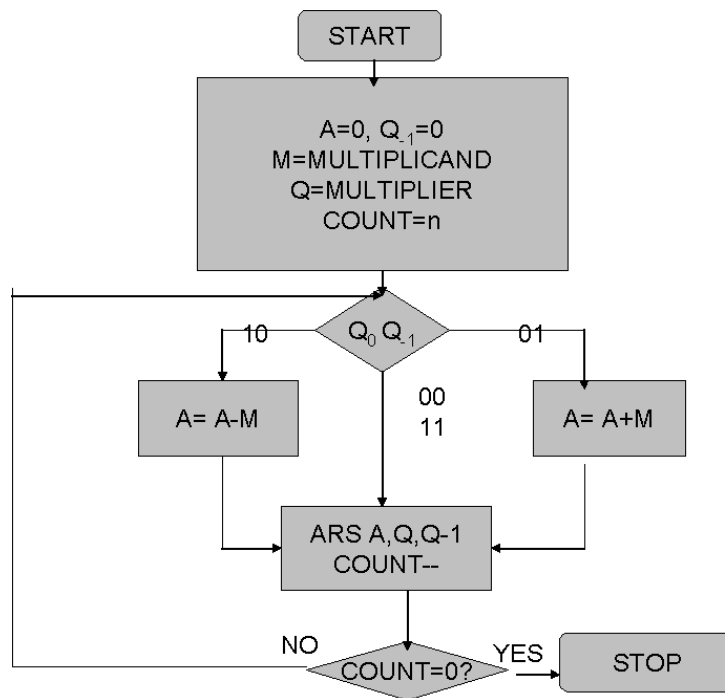 START
A=0, Q-1=0
M=MULTIPLICAND
Q=MULTIPLIER
COUNT=n
Q0 Q-1
10
01
A= A-M
00
11
A= A+M
ARS A,Q,Q-1
COUNT--
NO
COUNT=0?
YES
STOP